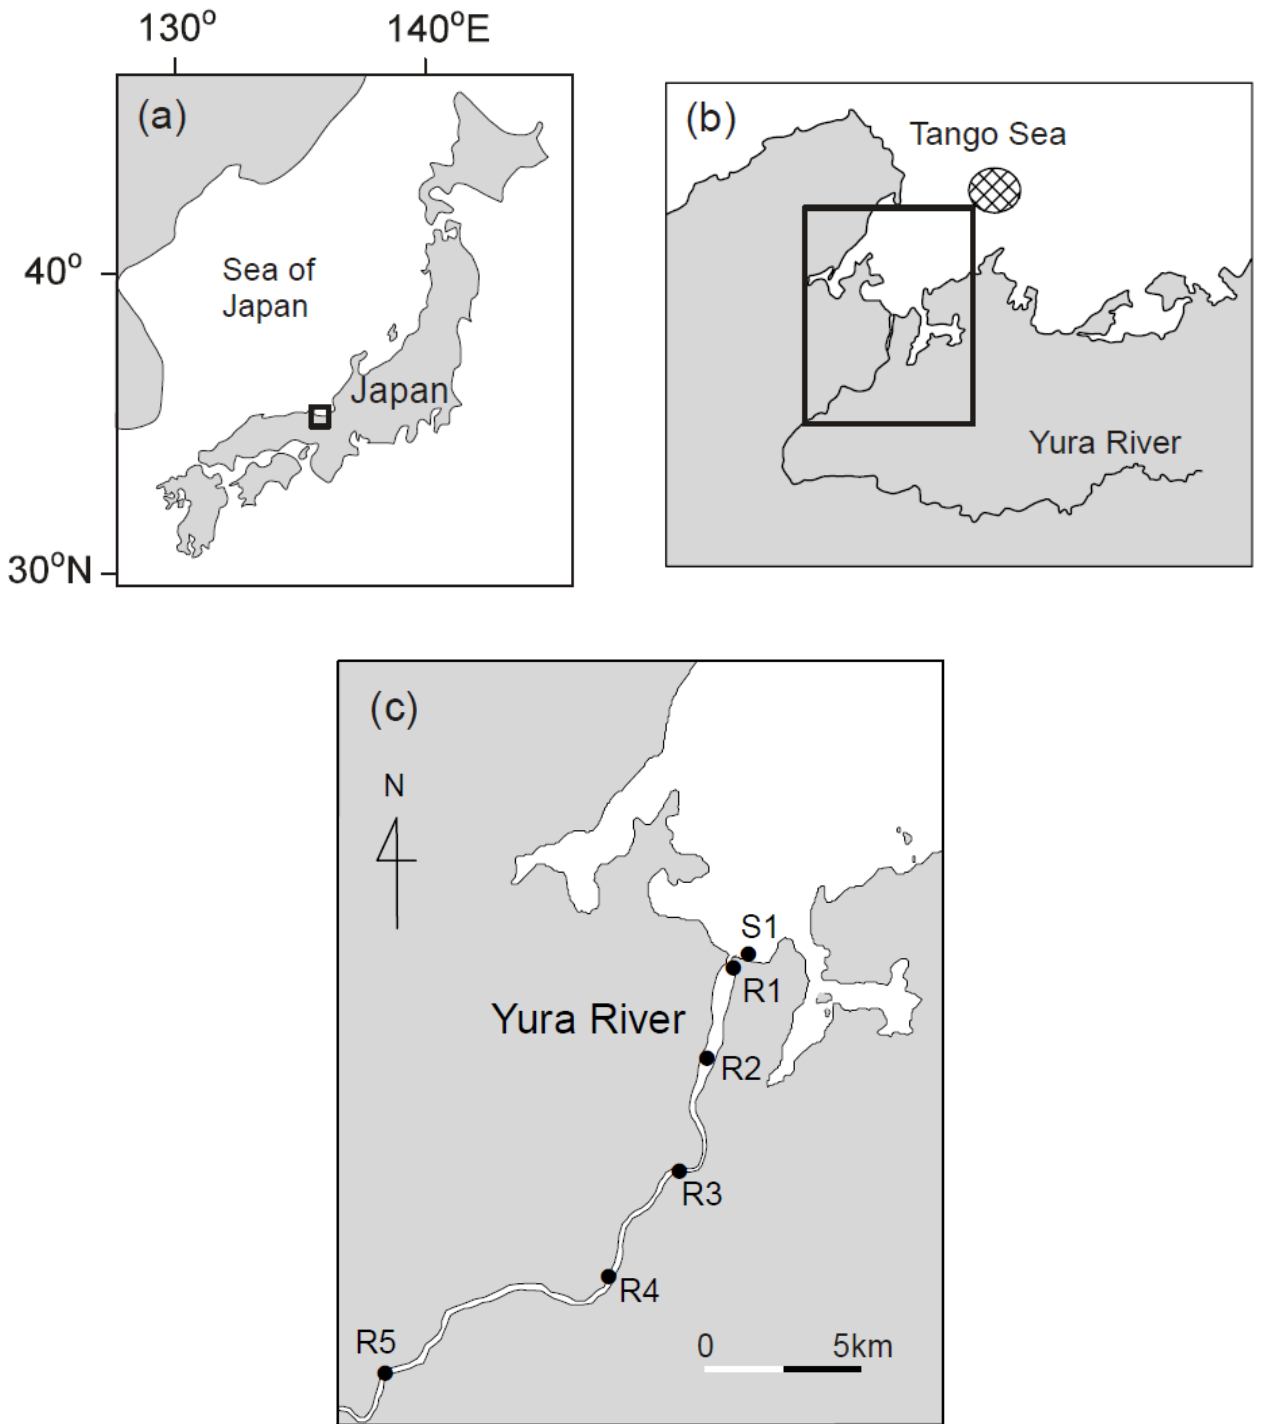 130° 140°E
(a)
40°
Sea of
Japan
Japan
30°N
(b)
Tango Sea
Yura River
(c)
N
S1
R1
Yura River
R2
R3
R4
R5
0 5km